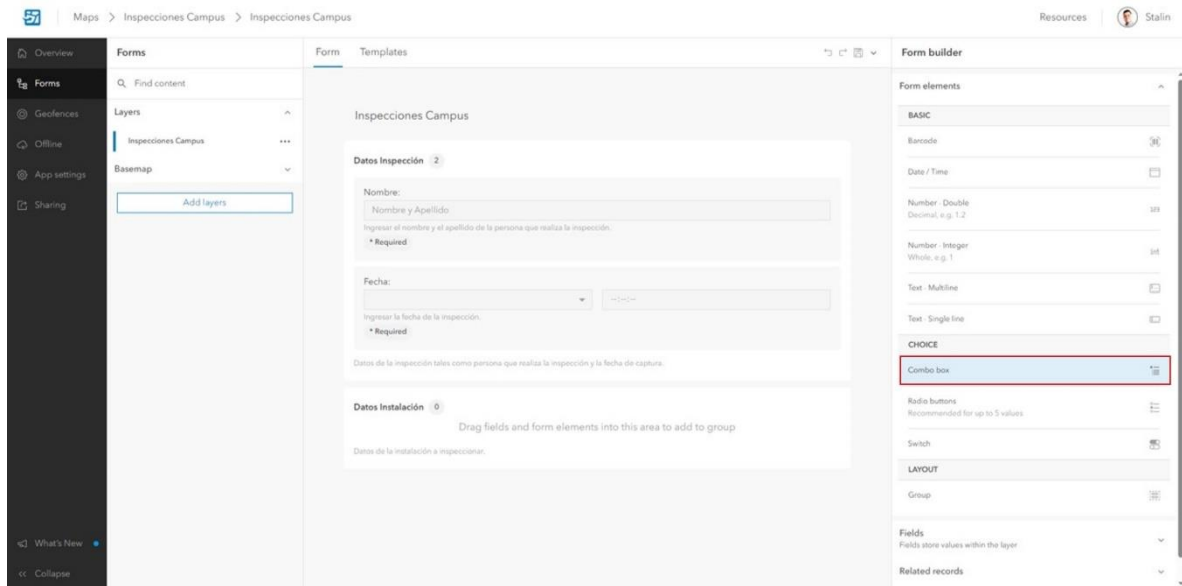 Maps > Inspecciones Campus > Inspecciones Campus
Resources
Stalin
Overview
Forms
Geofences
Offline
App settings
Sharing
What's New
<< Collapse
Forms
Find content
Layers
Inspecciones Campus
Basemap
Add layers
Form
Templates
Inspecciones Campus
Datos Inspección 2
Nombre:
Nombre y Apellido
Ingresar el nombre y el apellido de la persona que realiza la inspección.
* Required
Fecha:
--:--:--
Ingresar la fecha de la inspección.
* Required
Datos de la inspección tales como persona que realiza la inspección y la fecha de captura.
Datos Instalación 0
Drag fields and form elements into this area to add to group
Datos de la instalación a inspeccionar.
Form builder
Form elements
BASIC
Barcode
Date / Time
Number - Double
Decimal, e.g. 1.2
Number - Integer
Whole, e.g. 1
Text - Multiline
Text - Single line
CHOICE
Combo box
Radio buttons
Recommended for up to 5 values
Switch
LAYOUT
Group
Fields
Fields store values within the layer
Related records